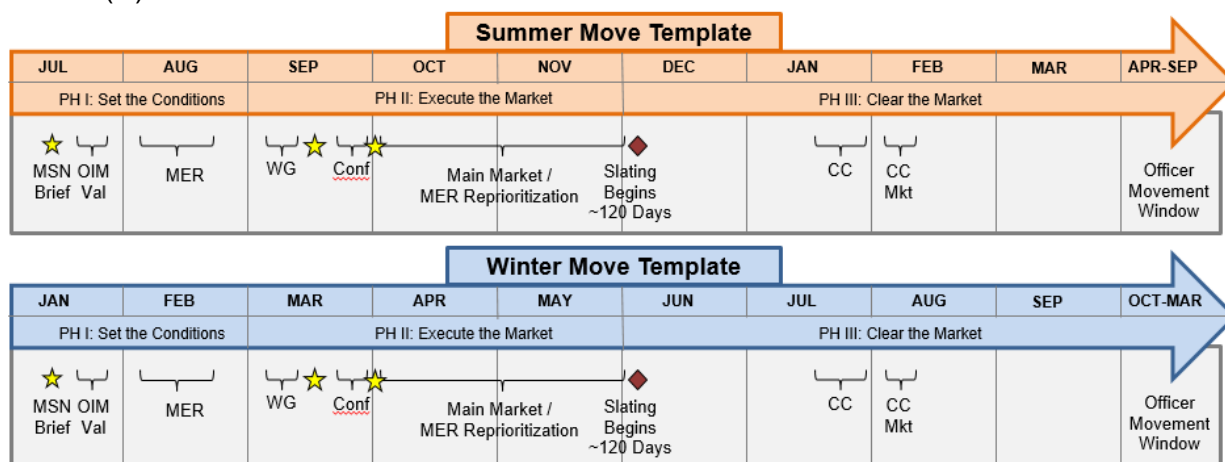 Summer Move Template
JUL AUG SEP OCT NOV DEC JAN FEB MAR APR-SEP
PH I: Set the Conditions PH II: Execute the Market PH III: Clear the Market
MSN OIM MER WG Conf Main Market / Slating CC CC Officer
Brief Val MER Reprioritization Begins Mkt Movement
~120 Days Window
Winter Move Template
JAN FEB MAR APR MAY JUN JUL AUG SEP OCT-MAR
PH I: Set the Conditions PH II: Execute the Market PH III: Clear the Market
MSN OIM MER WG Conf Main Market / Slating CC CC Officer
Brief Val MER Reprioritization Begins Mkt Movement
~120 Days Window